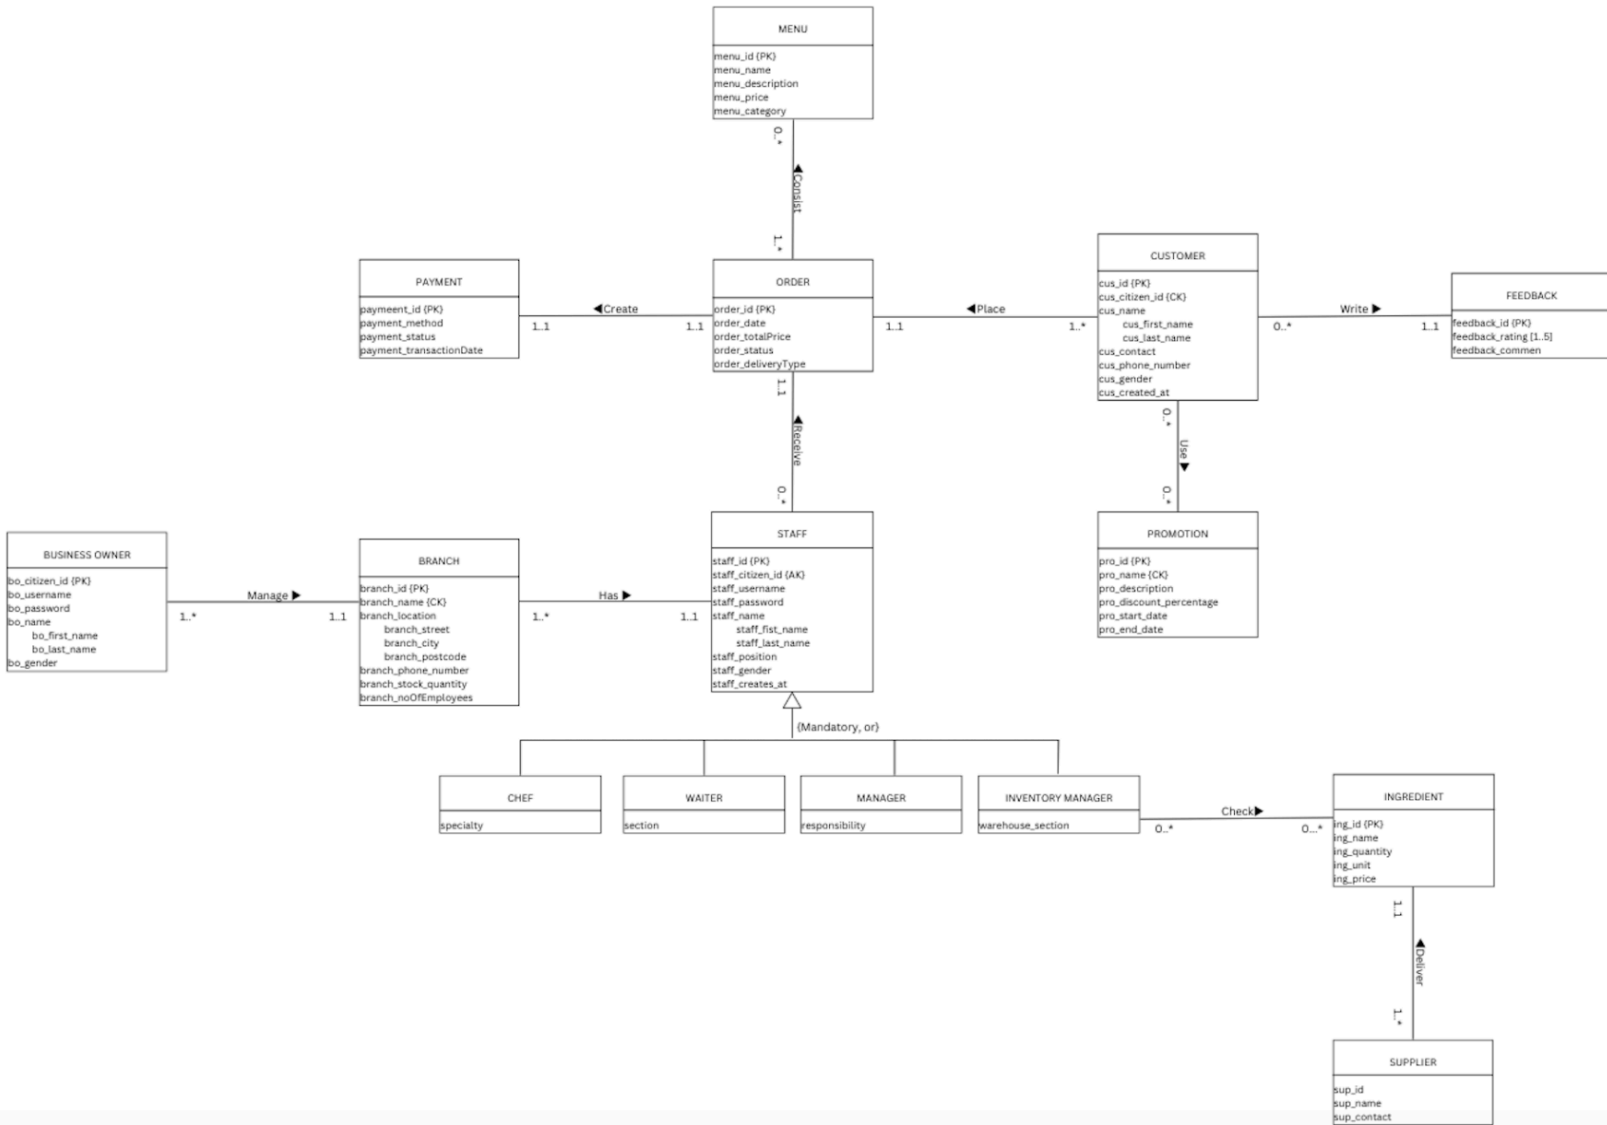 MENU
menu_id {PK}
menu_name
menu_description
menu_price
menu_category
0..*
Consist
1..*
PAYMENT
paymeent_id {PK}
payment_method
payment_status
payment_transactionDate
1..1
Create
1..1
ORDER
order_id {PK}
order_date
order_totalPrice
order_status
order_deliveryType
1..1
Place
1..*
CUSTOMER
cus_id {PK}
cus_citizen_id {CK}
cus_name
cus_first_name
cus_last_name
cus_contact
cus_phone_number
cus_gender
cus_created_at
0..*
Write
1..1
FEEDBACK
feedback_id {PK}
feedback_rating [1..5]
feedback_commen
1..1
Receive
0..*
0..*
Use
0..*
BUSINESS OWNER
bo_citizen_id {PK}
bo_username
bo_password
bo_name
bo_first_name
bo_last_name
bo_gender
1..*
Manage
1..1
BRANCH
branch_id {PK}
branch_name {CK}
branch_location
branch_street
branch_city
branch_postcode
branch_phone_number
branch_stock_quantity
branch_noOfEmployees
1..*
Has
1..1
STAFF
staff_id {PK}
staff_citizen_id {AK}
staff_username
staff_password
staff_name
staff_fist_name
staff_last_name
staff_position
staff_gender
staff_creates_at
PROMOTION
pro_id {PK}
pro_name {CK}
pro_description
pro_discount_percentage
pro_start_date
pro_end_date
{Mandatory, or}
CHEF
specialty
WAITER
section
MANAGER
responsibility
INVENTORY MANAGER
warehouse_section
0..*
Check
0...*
INGREDIENT
ing_id {PK}
ing_name
ing_quantity
ing_unit
ing_price
1..1
Deliver
1..*
SUPPLIER
sup_id
sup_name
sup_contact